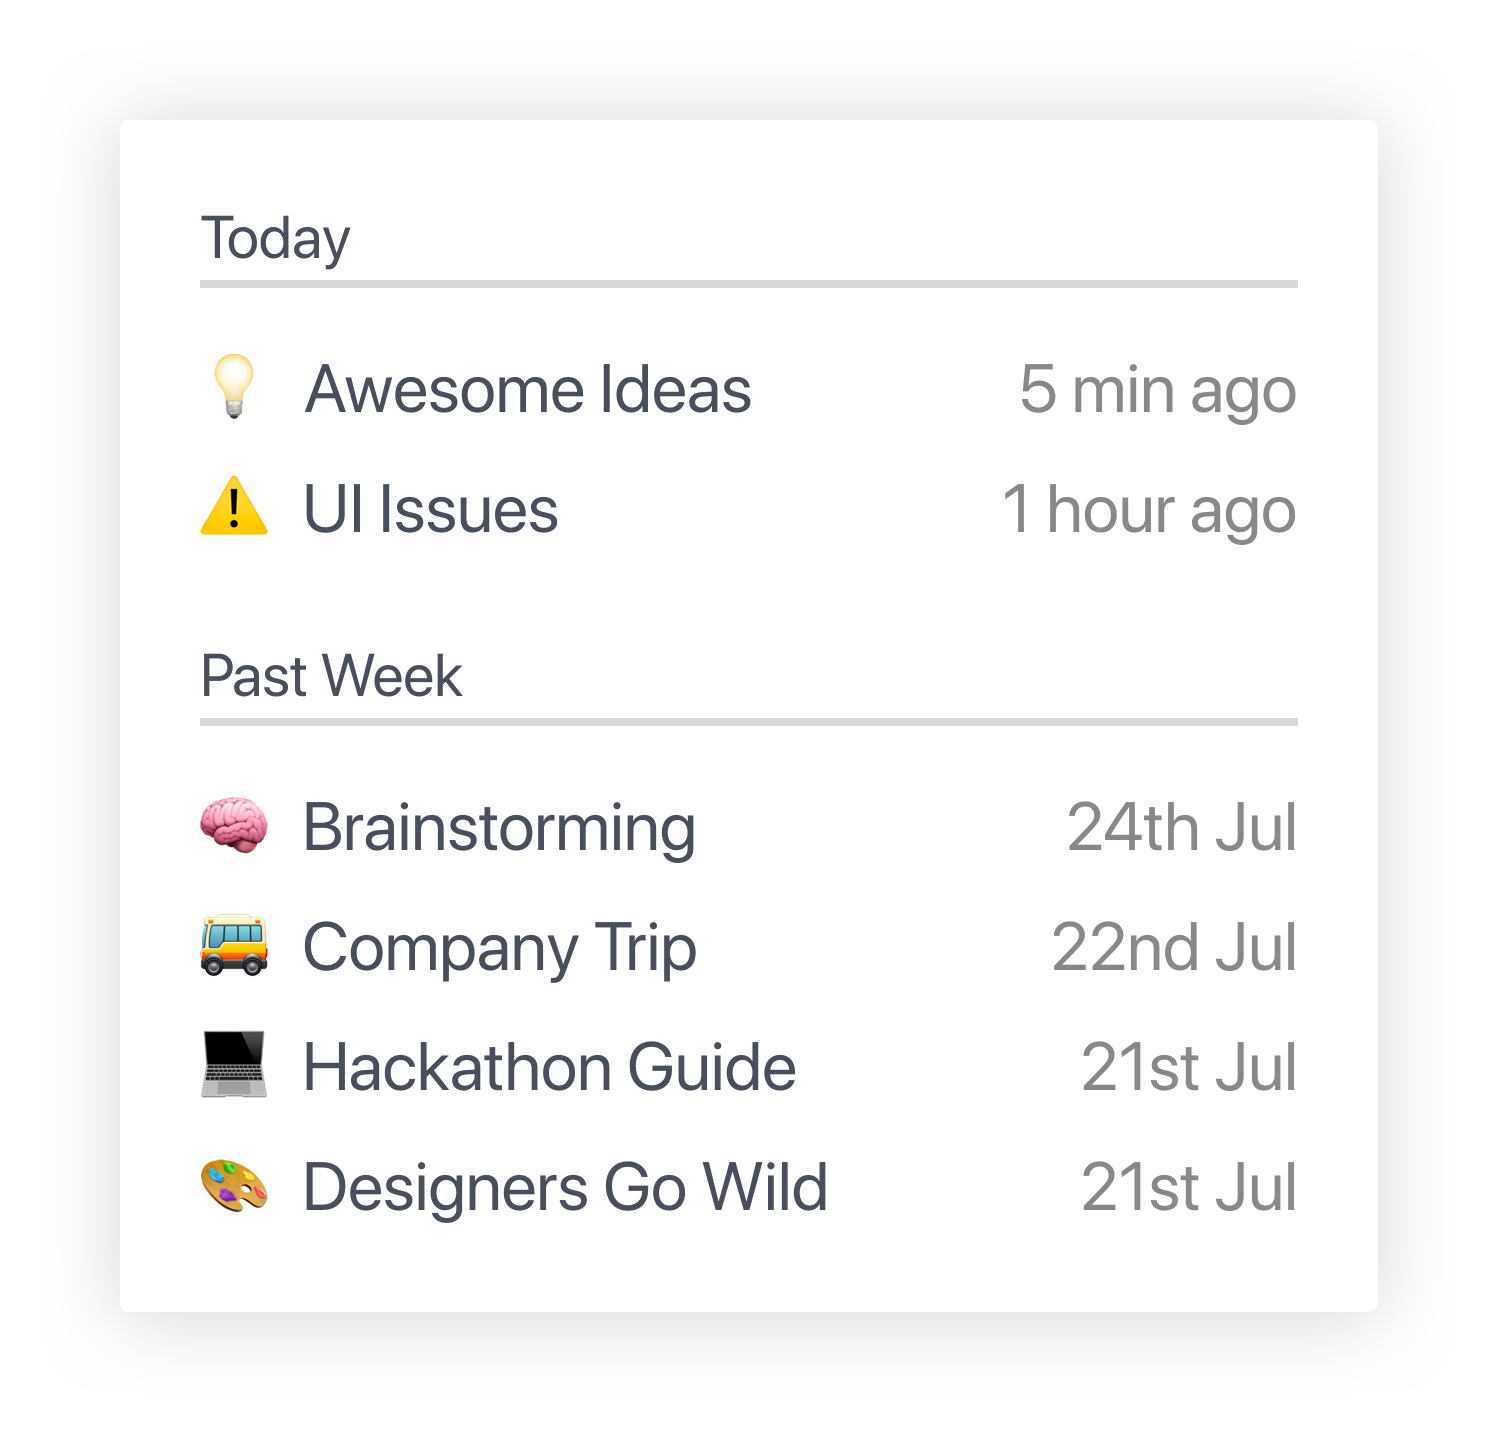 Today
Awesome Ideas 5 min ago
UI Issues 1 hour ago
Past Week
Brainstorming 24th Jul
Company Trip 22nd Jul
Hackathon Guide 21st Jul
Designers Go Wild 21st Jul